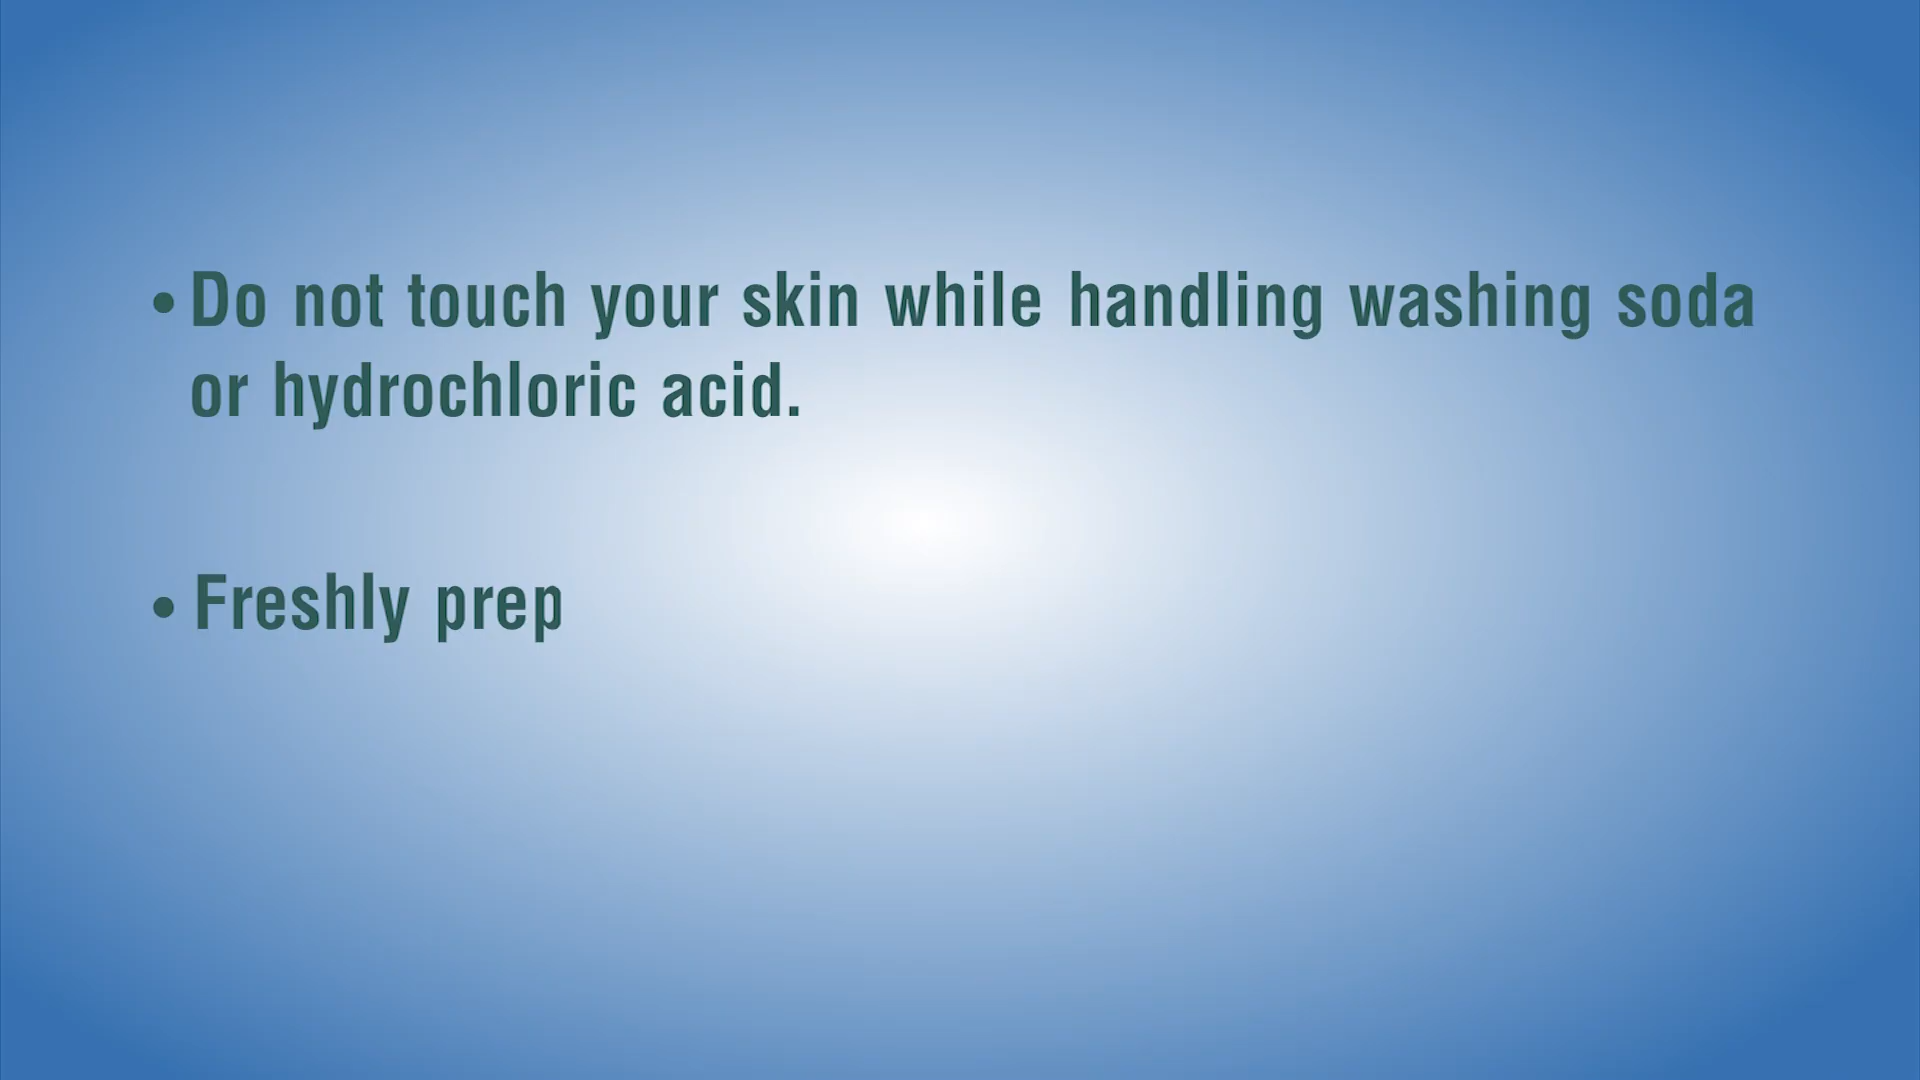 • Do not touch your skin while handling washing soda
or hydrochloric acid.
• Freshly prep